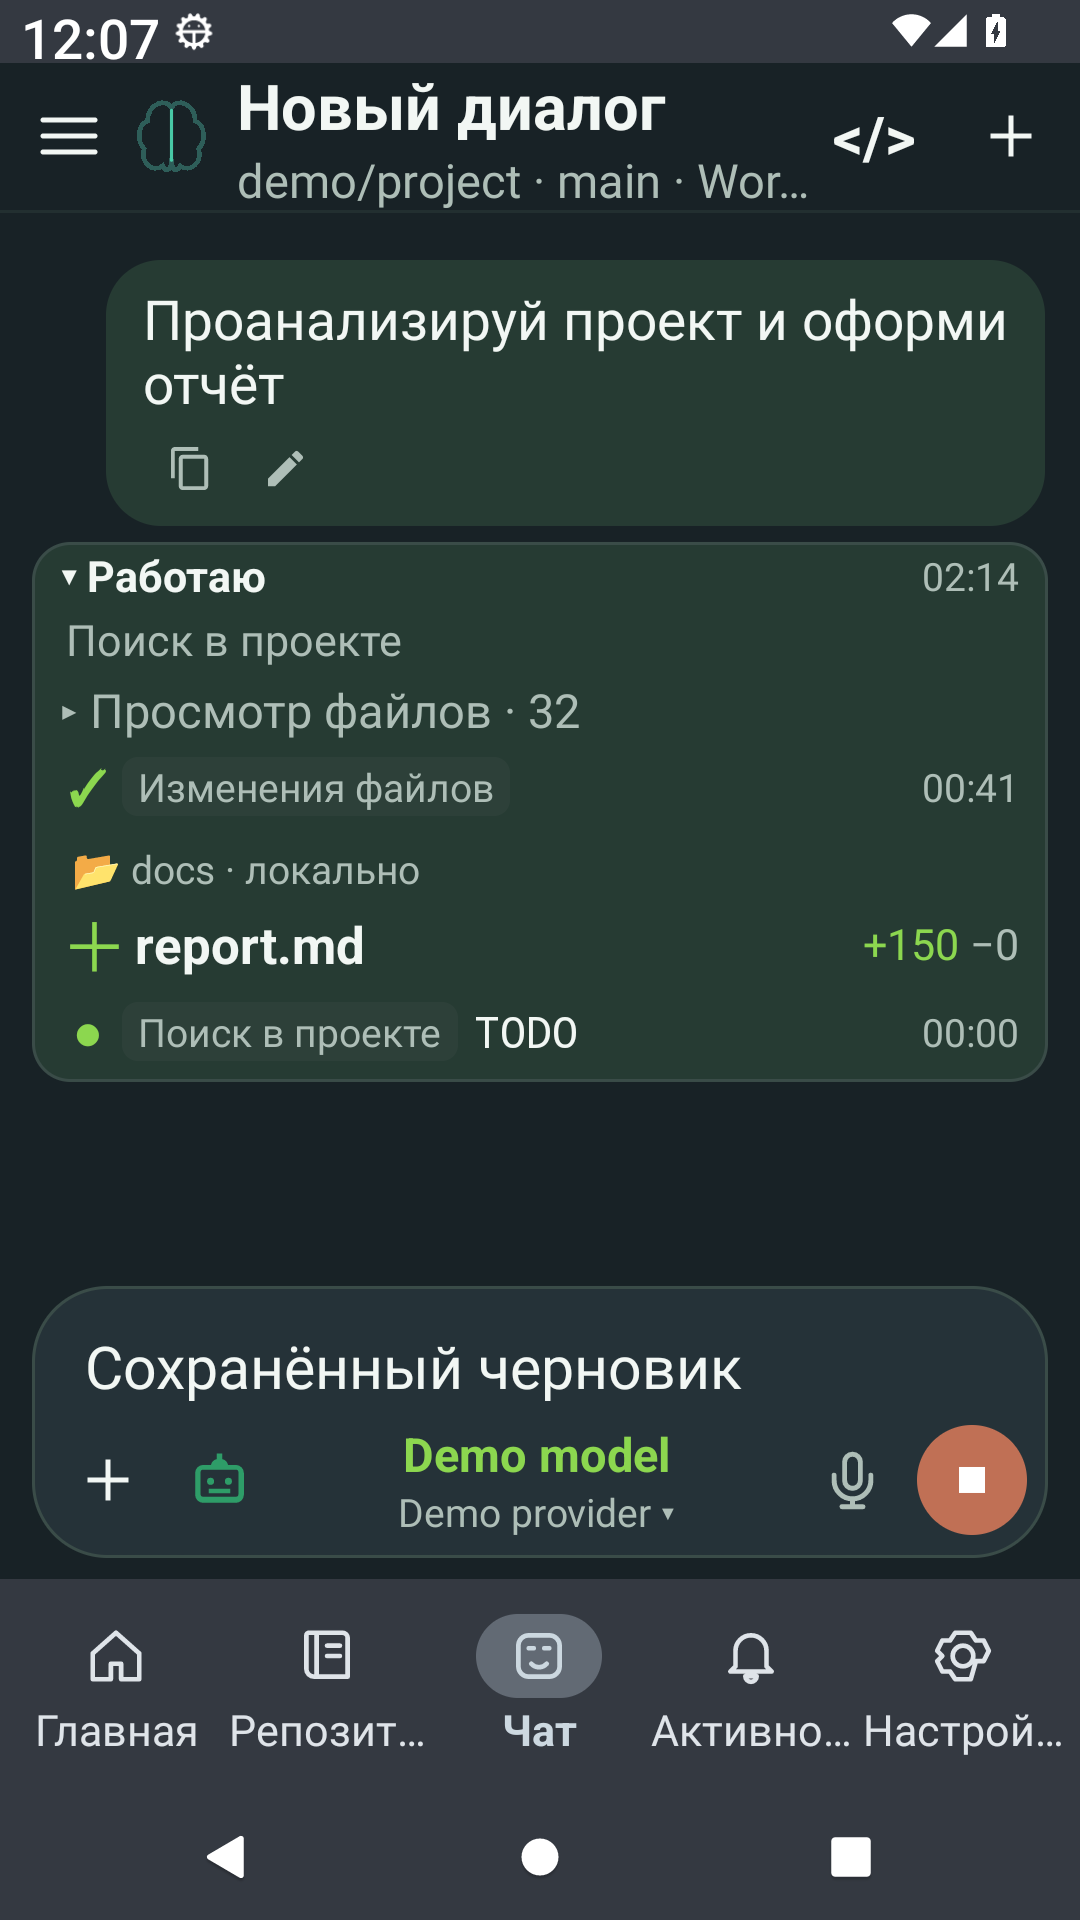 12:07
Новый диалог
demo/project · main · Wor...
</>
Проанализируй проект и оформи
отчёт
Работаю 02:14
Поиск в проекте
Просмотр файлов · 32
Изменения файлов 00:41
docs · локально
report.md +150 −0
Поиск в проекте TODO 00:00
Сохранённый черновик
Demo model
Demo provider
Главная Репозит... Чат Активно... Настрой...